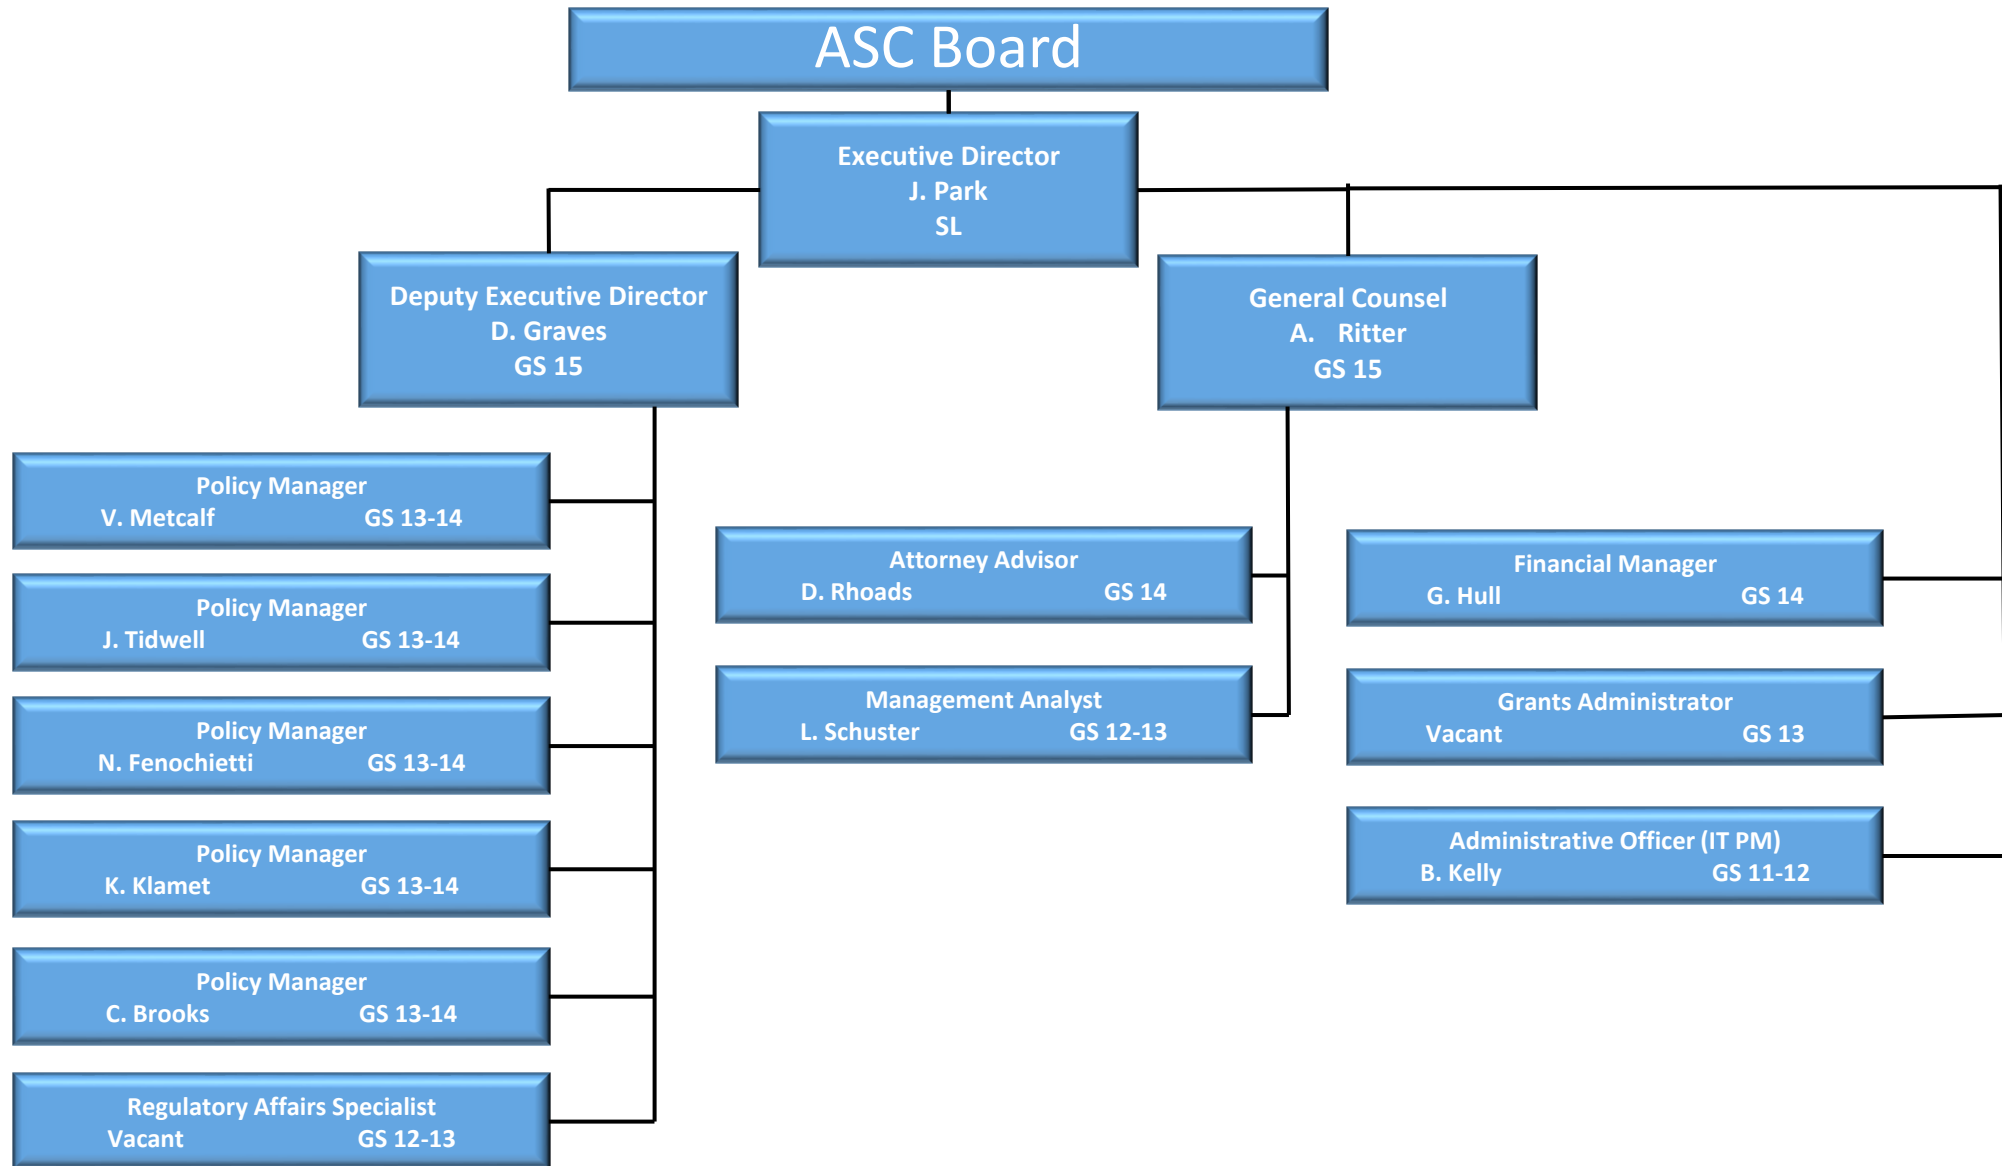 ASC Board
Executive Director
J. Park
SL
Deputy Executive Director
D. Graves
GS 15
General Counsel
A. Ritter
GS 15
Policy Manager
V. Metcalf GS 13-14
Policy Manager
J. Tidwell GS 13-14
Policy Manager
N. Fenochietti GS 13-14
Policy Manager
K. Klamet GS 13-14
Policy Manager
C. Brooks GS 13-14
Regulatory Affairs Specialist
Vacant GS 12-13
Attorney Advisor
D. Rhoads GS 14
Management Analyst
L. Schuster GS 12-13
Financial Manager
G. Hull GS 14
Grants Administrator
Vacant GS 13
Administrative Officer (IT PM)
B. Kelly GS 11-12